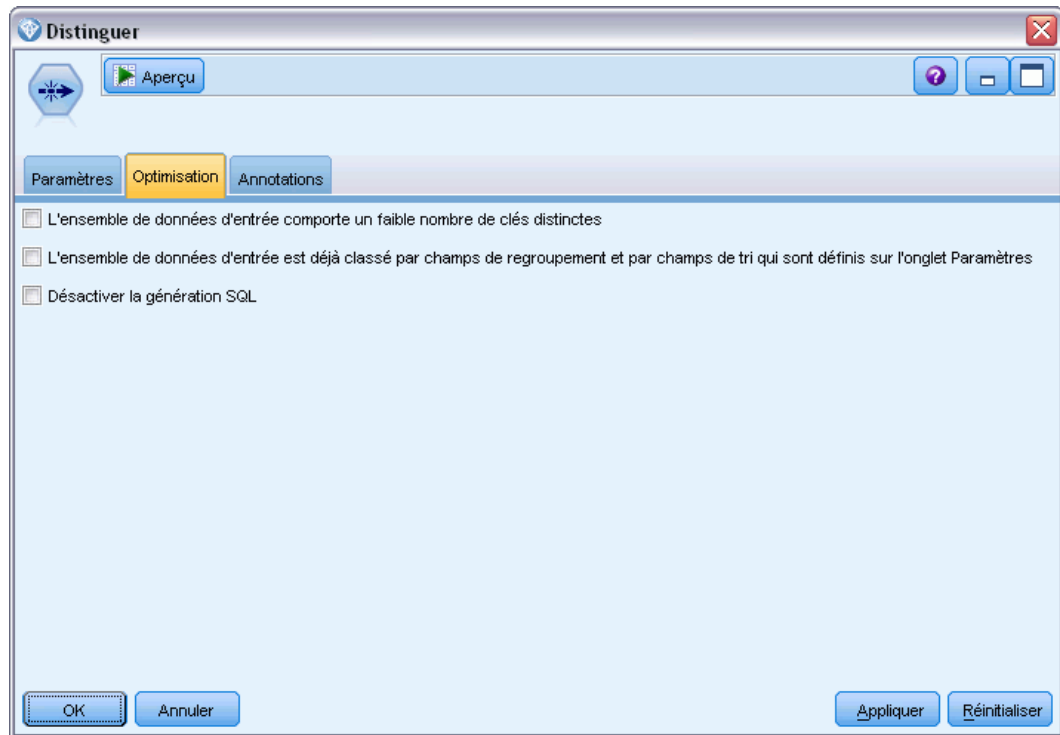 Distinguer
Aperçu
Paramètres Optimisation Annotations
L'ensemble de données d'entrée comporte un faible nombre de clés distinctes
L'ensemble de données d'entrée est déjà classé par champs de regroupement et par champs de tri qui sont définis sur l'onglet Paramètres
Désactiver la génération SQL
OK Annuler Appliquer Réinitialiser